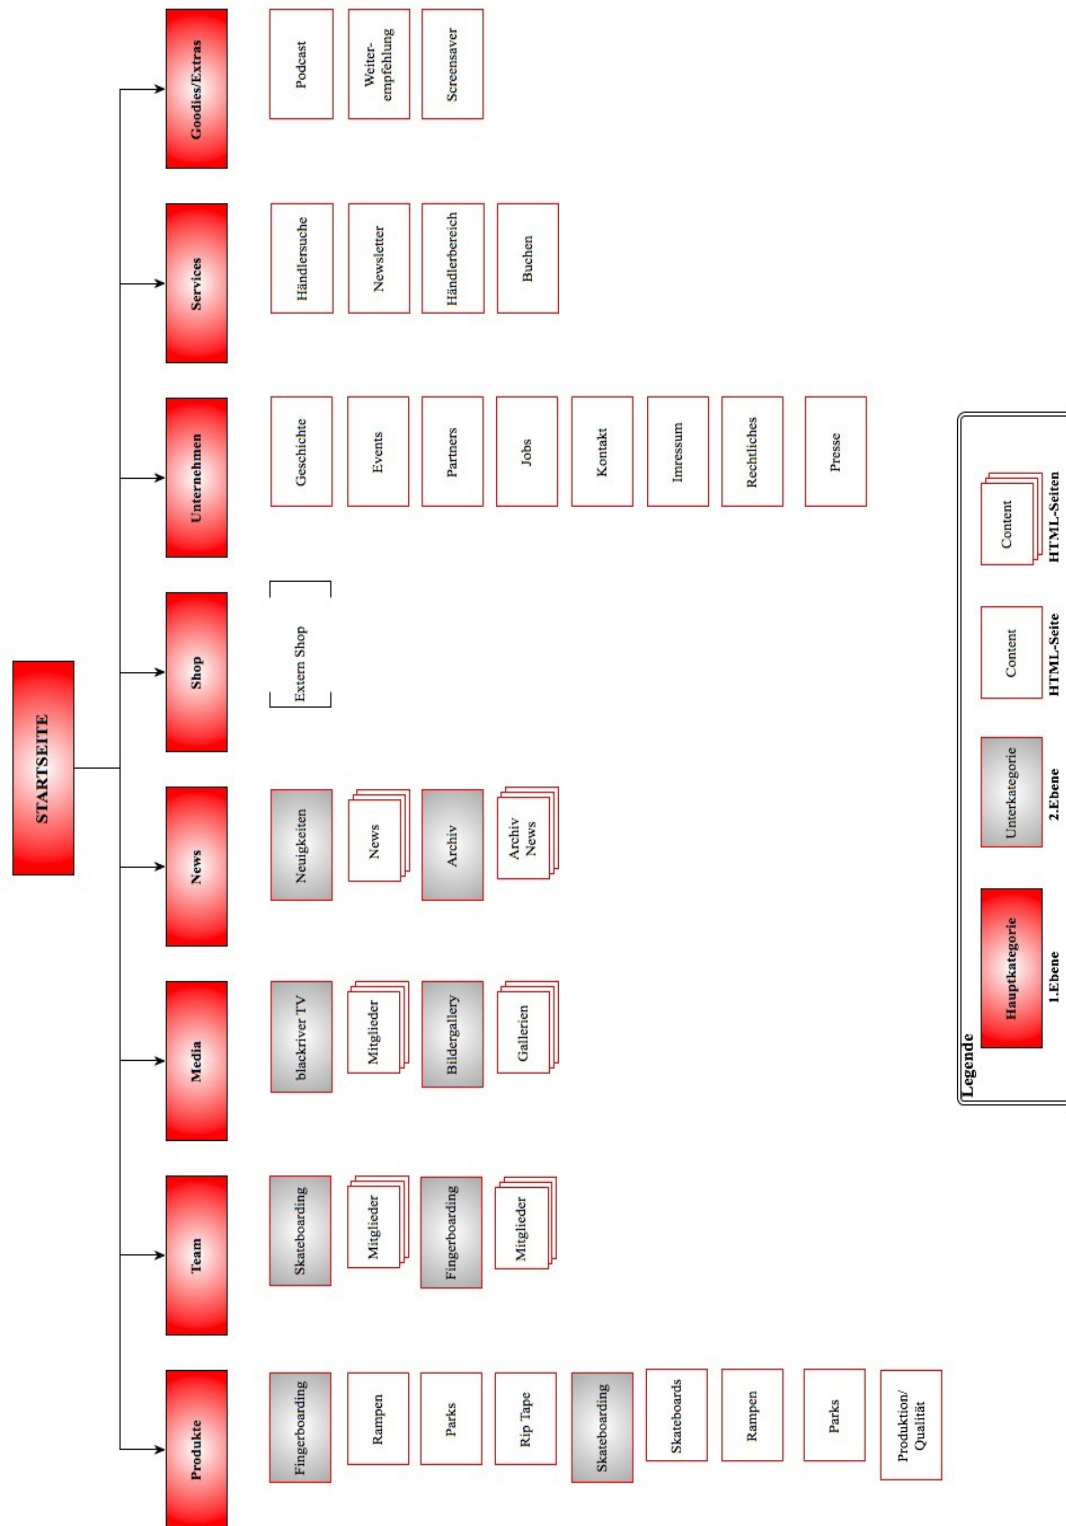 STARTSEITE
Produkte
Fingerboarding
Rampen
Parks
Rip Tape
Skateboarding
Skateboards
Rampen
Parks
Produktion/
Qualität
Team
Skateboarding
Mitglieder
Fingerboarding
Mitglieder
Media
blackriver TV
Mitglieder
Bildergallery
Gallerien
News
Neuigkeiten
News
Archiv
Archiv
News
Shop
Extern Shop
Unternehmen
Geschichte
Events
Partners
Jobs
Kontakt
Imressum
Rechtliches
Presse
Services
Händlersuche
Newsletter
Händlerbereich
Buchen
Goodies/Extras
Podcast
Weiter-
empfehlung
Screensaver
Legende
Hauptkategorie
1.Ebene
Unterkategorie
2.Ebene
Content
HTML-Seite
Content
HTML-Seiten